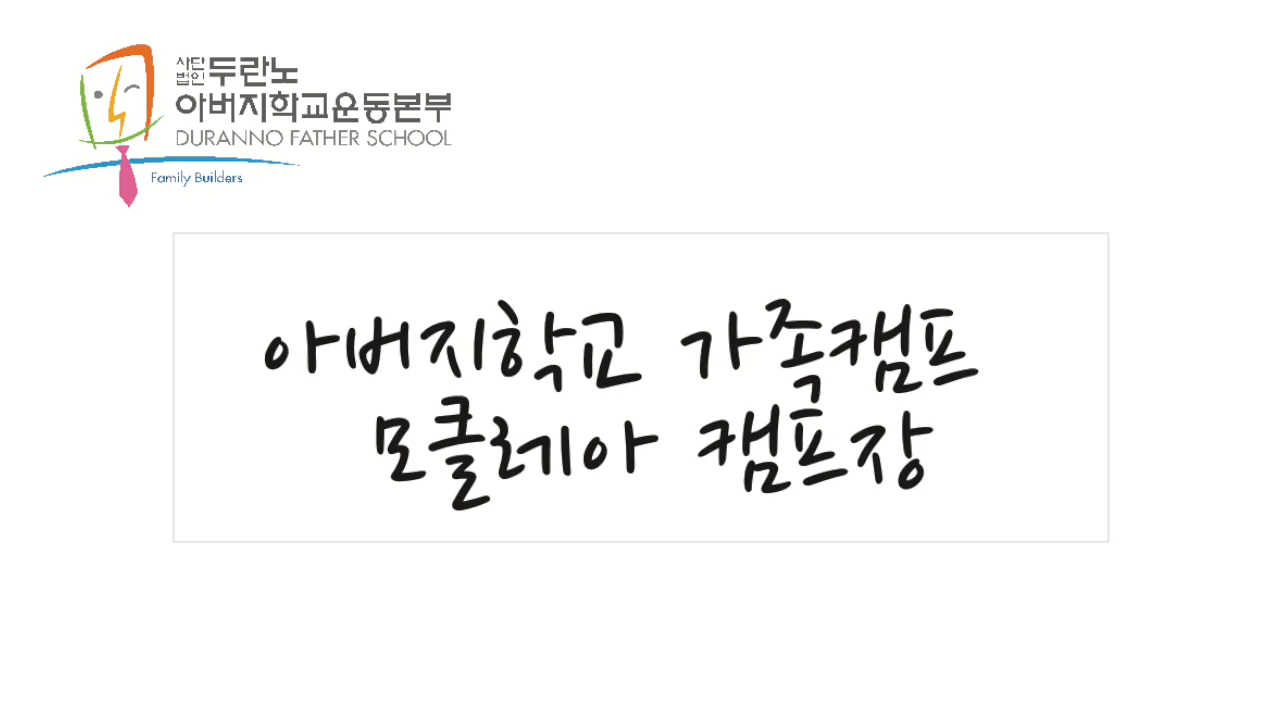 사단법인 두란노
아버지학교운동본부
DURANNO FATHER SCHOOL
Family Builders
아버지학교 가족캠프
모클레아 캠프장